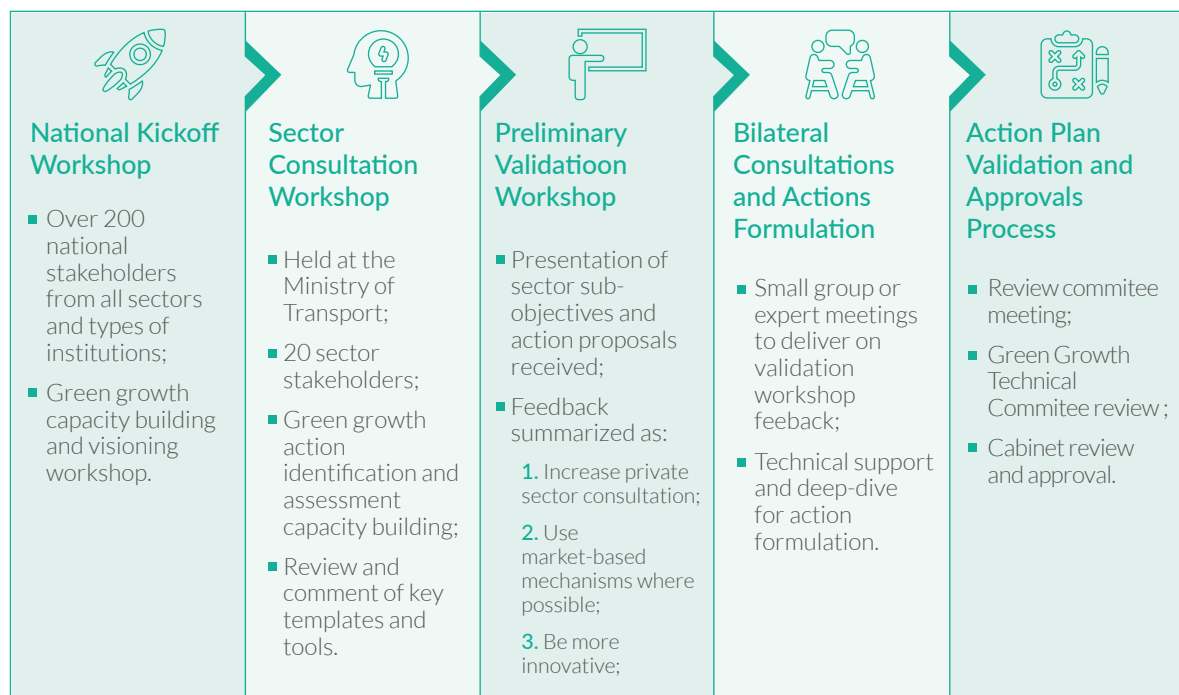 National Kickoff
Workshop
Over 200
national
stakeholders
from all sectors
and types of
institutions;
Green growth
capacity building
and visioning
workshop.
Sector
Consultation
Workshop
Held at the
Ministry of
Transport;
20 sector
stakeholders;
Green growth
action
identification and
assessment
capacity building;
Review and
comment of key
templates and
tools.
Preliminary
Validatioon
Workshop
Presentation of
sector sub-
objectives and
action proposals
received;
Feedback
summarized as:
1. Increase private
sector consultation;
2. Use
market-based
mechanisms where
possible;
3. Be more
innovative;
Bilateral
Consultations
and Actions
Formulation
Small group or
expert meetings
to deliver on
validation
workshop
feeback;
Technical support
and deep-dive
for action
formulation.
Action Plan
Validation and
Approvals
Process
Review commitee
meeting;
Green Growth
Technical
Commitee review ;
Cabinet review
and approval.